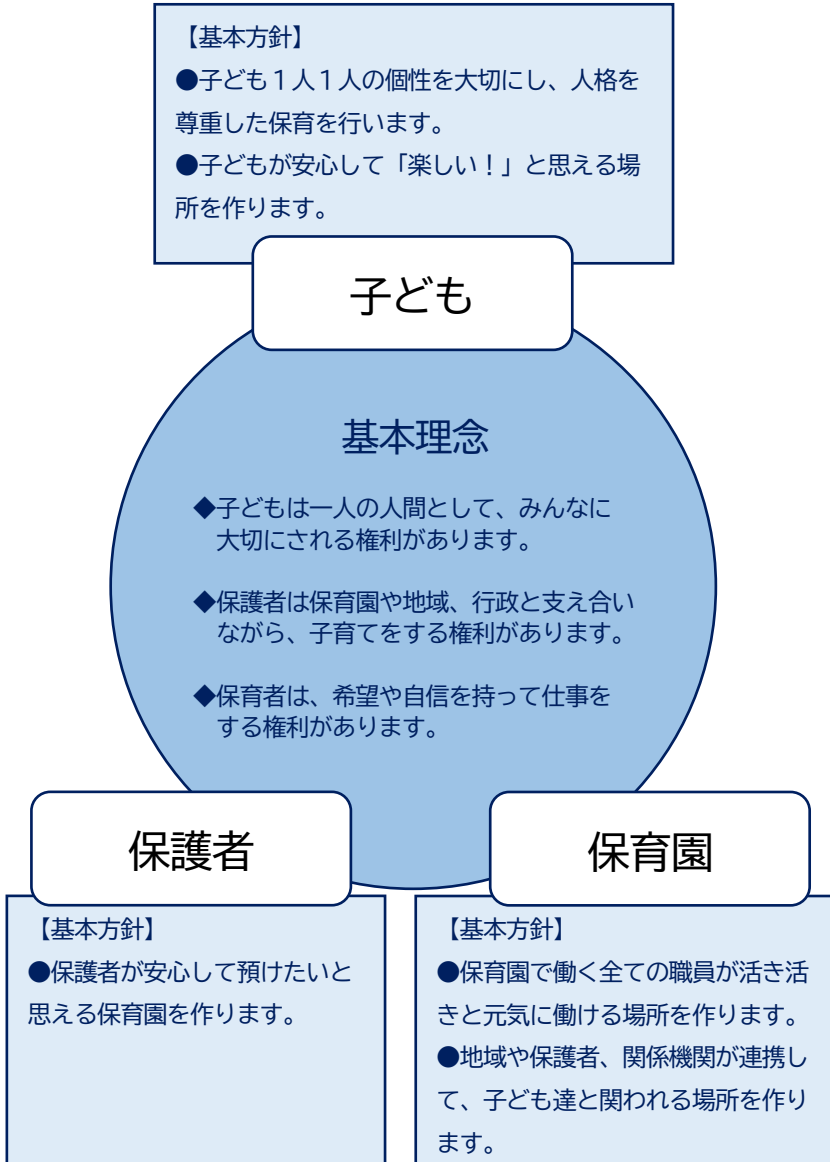 【基本方針】
●子ども１人１人の個性を大切にし、人格を
尊重した保育を行います。
●子どもが安心して「楽しい！」と思える場
所を作ります。
子ども
基本理念
◆子どもは一人の人間として、みんなに
大切にされる権利があります。
◆保護者は保育園や地域、行政と支え合い
ながら、子育てをする権利があります。
◆保育者は、希望や自信を持って仕事を
する権利があります。
保護者
【基本方針】
●保護者が安心して預けたいと
思える保育園を作ります。
保育園
【基本方針】
●保育園で働く全ての職員が活き活
きと元気に働ける場所を作ります。
●地域や保護者、関係機関が連携し
て、子ども達と関われる場所を作り
ます。